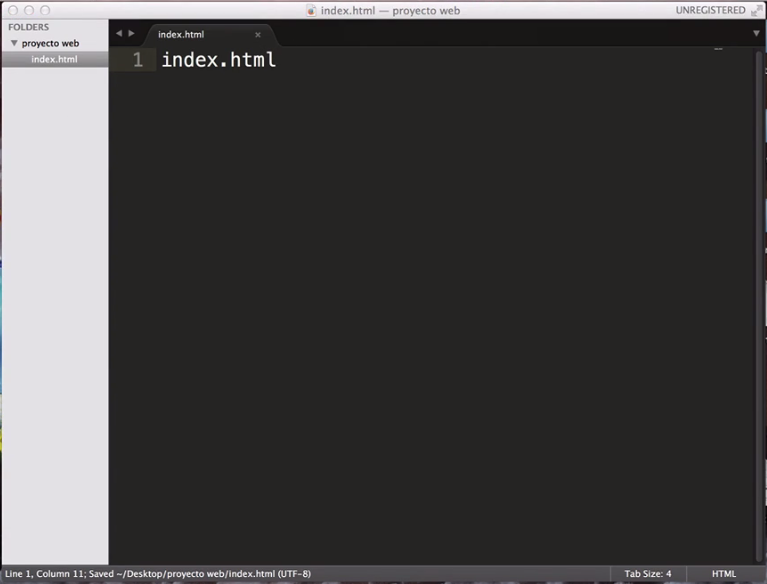 index.html — proyecto web
UNREGISTERED
FOLDERS
proyecto web
index.html
index.html ×
1 index.html
Line 1, Column 11; Saved ~/Desktop/proyecto web/index.html (UTF-8)
Tab Size: 4
HTML